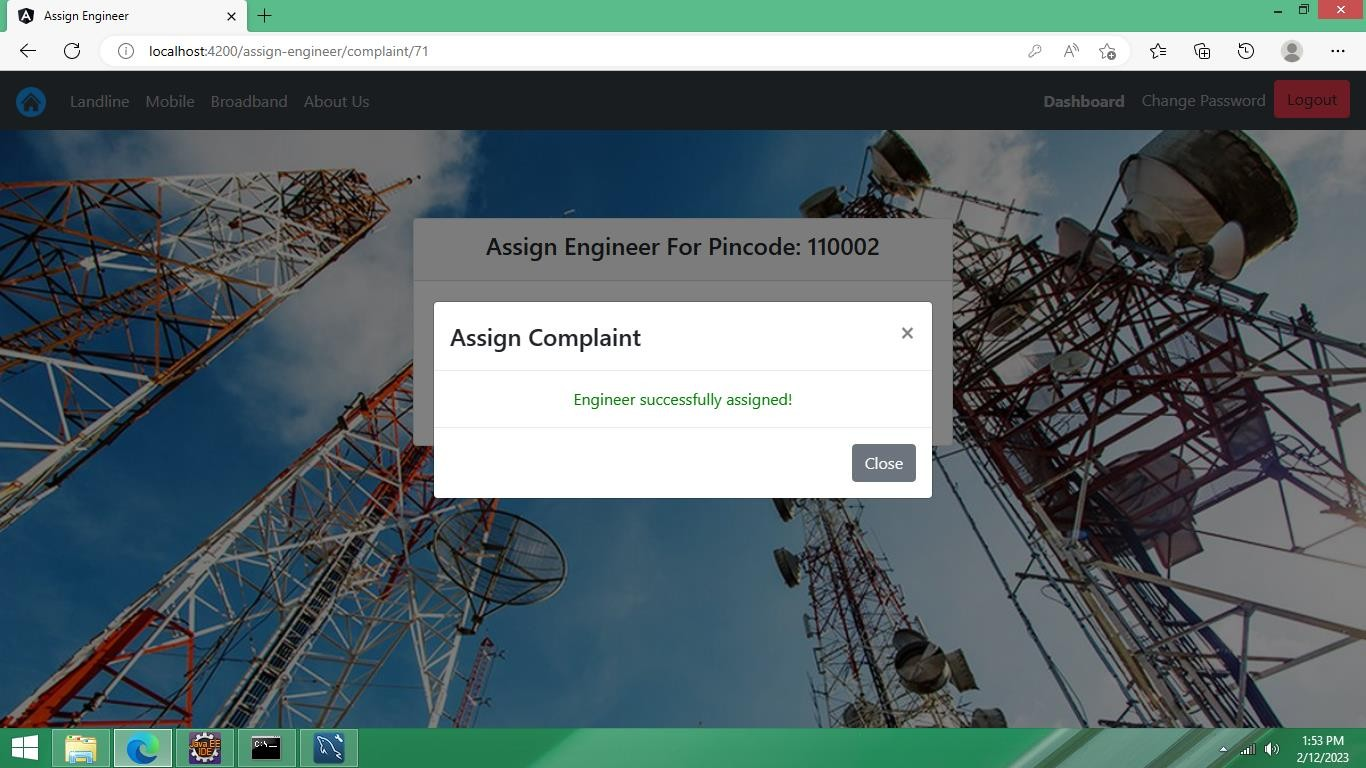 Assign Engineer
localhost:4200/assign-engineer/complaint/71
Landline Mobile Broadband About Us Dashboard Change Password Logout
Assign Engineer For Pincode: 110002
Assign Complaint
×
Engineer successfully assigned!
Close
Java EE
IDE
C:\_
1:53 PM
2/12/2023